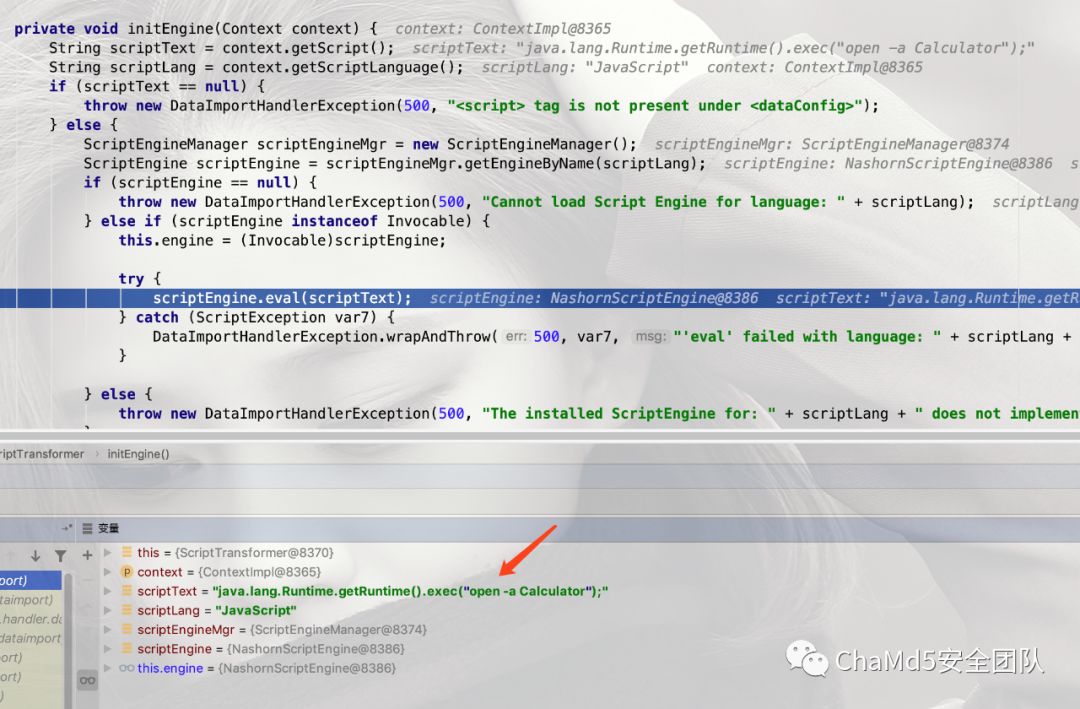 private void initEngine(Context context) {  context: ContextImpl@8365
String scriptText = context.getScript();  scriptText: "java.lang.Runtime.getRuntime().exec("open -a Calculator");"
String scriptLang = context.getScriptLanguage();  scriptLang: "JavaScript"  context: ContextImpl@8365
if (scriptText == null) {
throw new DataImportHandlerException(500, "<script> tag is not present under <dataConfig>");
} else {
ScriptEngineManager scriptEngineMgr = new ScriptEngineManager();  scriptEngineMgr: ScriptEngineManager@8374
ScriptEngine scriptEngine = scriptEngineMgr.getEngineByName(scriptLang);  scriptEngine: NashornScriptEngine@8386  s
if (scriptEngine == null) {
throw new DataImportHandlerException(500, "Cannot load Script Engine for language: " + scriptLang);  scriptLang
} else if (scriptEngine instanceof Invocable) {
this.engine = (Invocable)scriptEngine;
try {
scriptEngine.eval(scriptText);  scriptEngine: NashornScriptEngine@8386  scriptText: "java.lang.Runtime.getR
} catch (ScriptException var7) {
DataImportHandlerException.wrapAndThrow( err: 500, var7,  msg: "'eval' failed with language: " + scriptLang +
}
} else {
throw new DataImportHandlerException(500, "The installed ScriptEngine for: " + scriptLang + " does not implemen
riptTransformer › initEngine()
变量
this = {ScriptTransformer@8370}
context = {ContextImpl@8365}
scriptText = "java.lang.Runtime.getRuntime().exec("open -a Calculator");"
scriptLang = "JavaScript"
scriptEngineMgr = {ScriptEngineManager@8374}
scriptEngine = {NashornScriptEngine@8386}
this.engine = {NashornScriptEngine@8386}
port)
taimport)
.handler.da
dataimport
ort)
ort)
ChaMd5安全团队